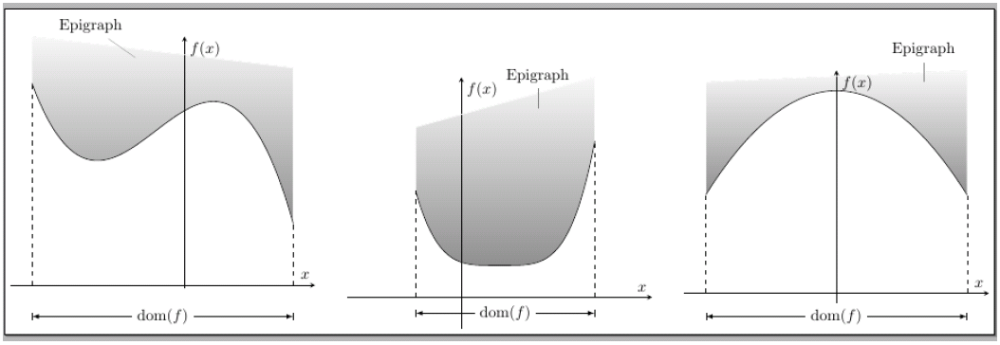 Epigraph
f(x)
x
dom(f)
Epigraph
f(x)
x
dom(f)
Epigraph
f(x)
x
dom(f)